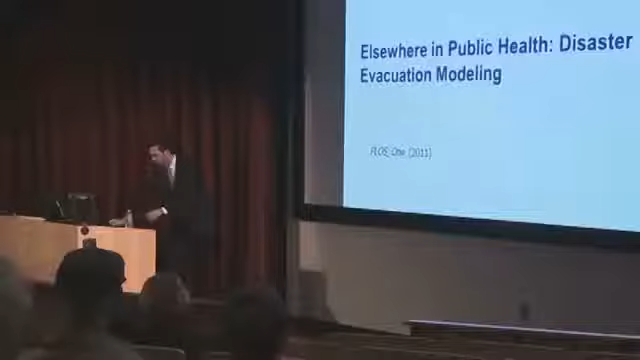 Elsewhere in Public Health: Disaster
Evacuation Modeling
PLOS One (2011)